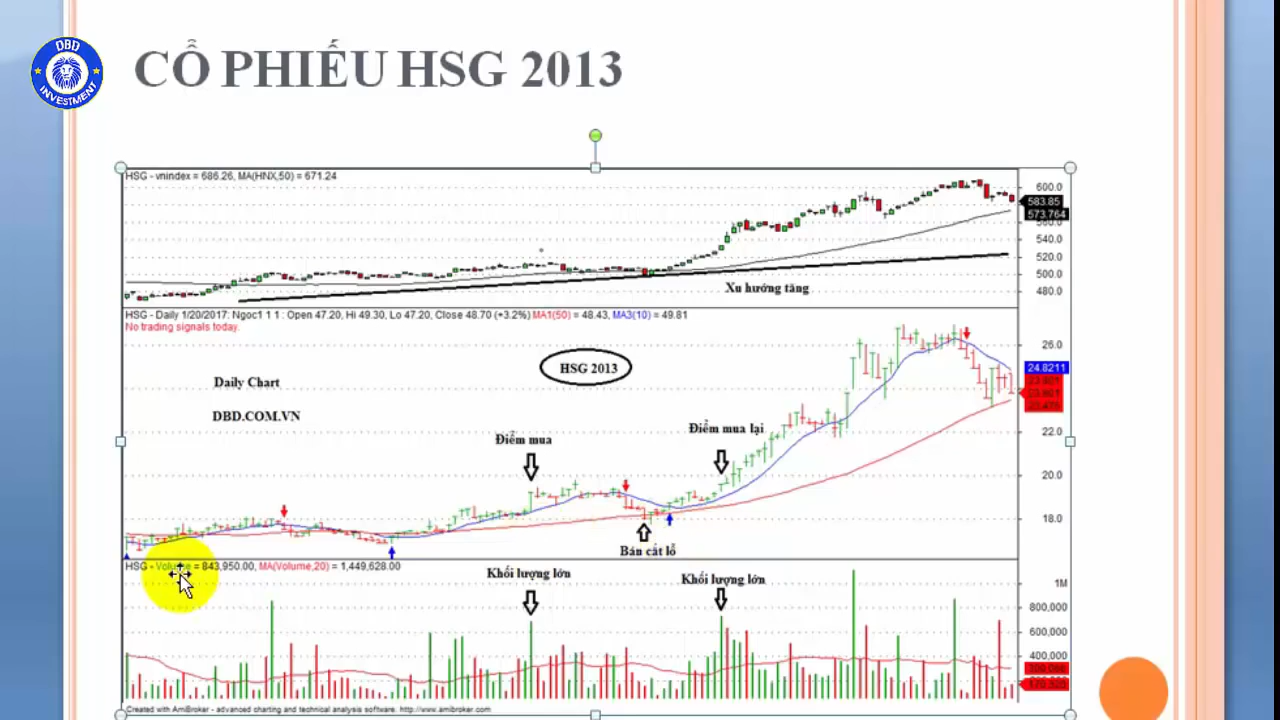 DBD
INVESTMENT
CỔ PHIẾU HSG 2013
HSG - vnindex = 686.26, MA(HNX,50) = 671.24
600.0
583.85
573.764
560.0
540.0
520.0
500.0
480.0
Xu hướng tăng
HSG - Daily 1/20/2017: Ngoc1 1 1 : Open 47.20, Hi 49.30, Lo 47.20, Close 48.70 (+3.2%) MA1(50) = 48.43, MA3(10) = 49.81
No trading signals today.
26.0
HSG 2013
24.8211
Daily Chart
DBD.COM.VN
Điểm mua lại
22.0
Điểm mua
20.0
18.0
Bán cắt lỗ
HSG - Volume = 843,950.00, MA(Volume,20) = 1,449,628.00
Khối lượng lớn
Khối lượng lớn
1M
800,000
600,000
400,000
Created with AmiBroker - advanced charting and technical analysis software. http://www.amibroker.com